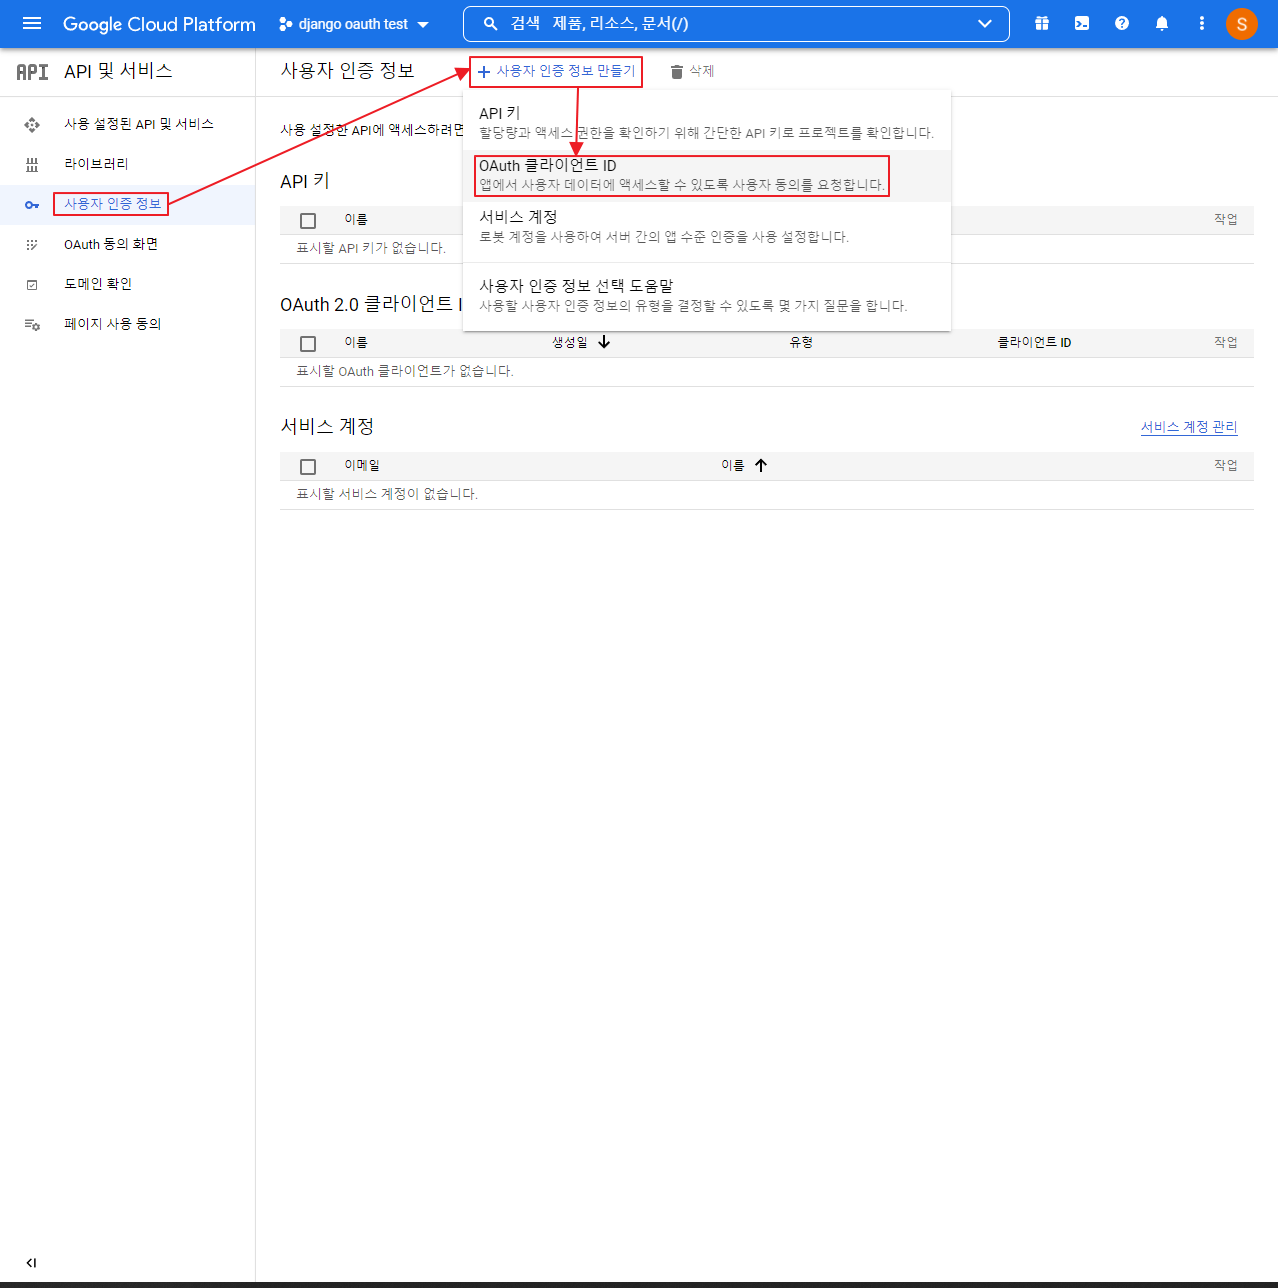 Google Cloud Platform
django oauth test
검색 제품, 리소스, 문서(/)
S
API API 및 서비스
사용 설정된 API 및 서비스
라이브러리
사용자 인증 정보
OAuth 동의 화면
도메인 확인
페이지 사용 동의
사용자 인증 정보
+ 사용자 인증 정보 만들기
삭제
API 키
할당량과 액세스 권한을 확인하기 위해 간단한 API 키로 프로젝트를 확인합니다.
OAuth 클라이언트 ID
앱에서 사용자 데이터에 액세스할 수 있도록 사용자 동의를 요청합니다.
서비스 계정
로봇 계정을 사용하여 서버 간의 앱 수준 인증을 사용 설정합니다.
사용자 인증 정보 선택 도움말
사용할 사용자 인증 정보의 유형을 결정할 수 있도록 몇 가지 질문을 합니다.
사용 설정한 API에 액세스하려면
API 키
이름 작업
표시할 API 키가 없습니다.
OAuth 2.0 클라이언트 I
이름 생성일 유형 클라이언트 ID 작업
표시할 OAuth 클라이언트가 없습니다.
서비스 계정
서비스 계정 관리
이메일 이름 작업
표시할 서비스 계정이 없습니다.